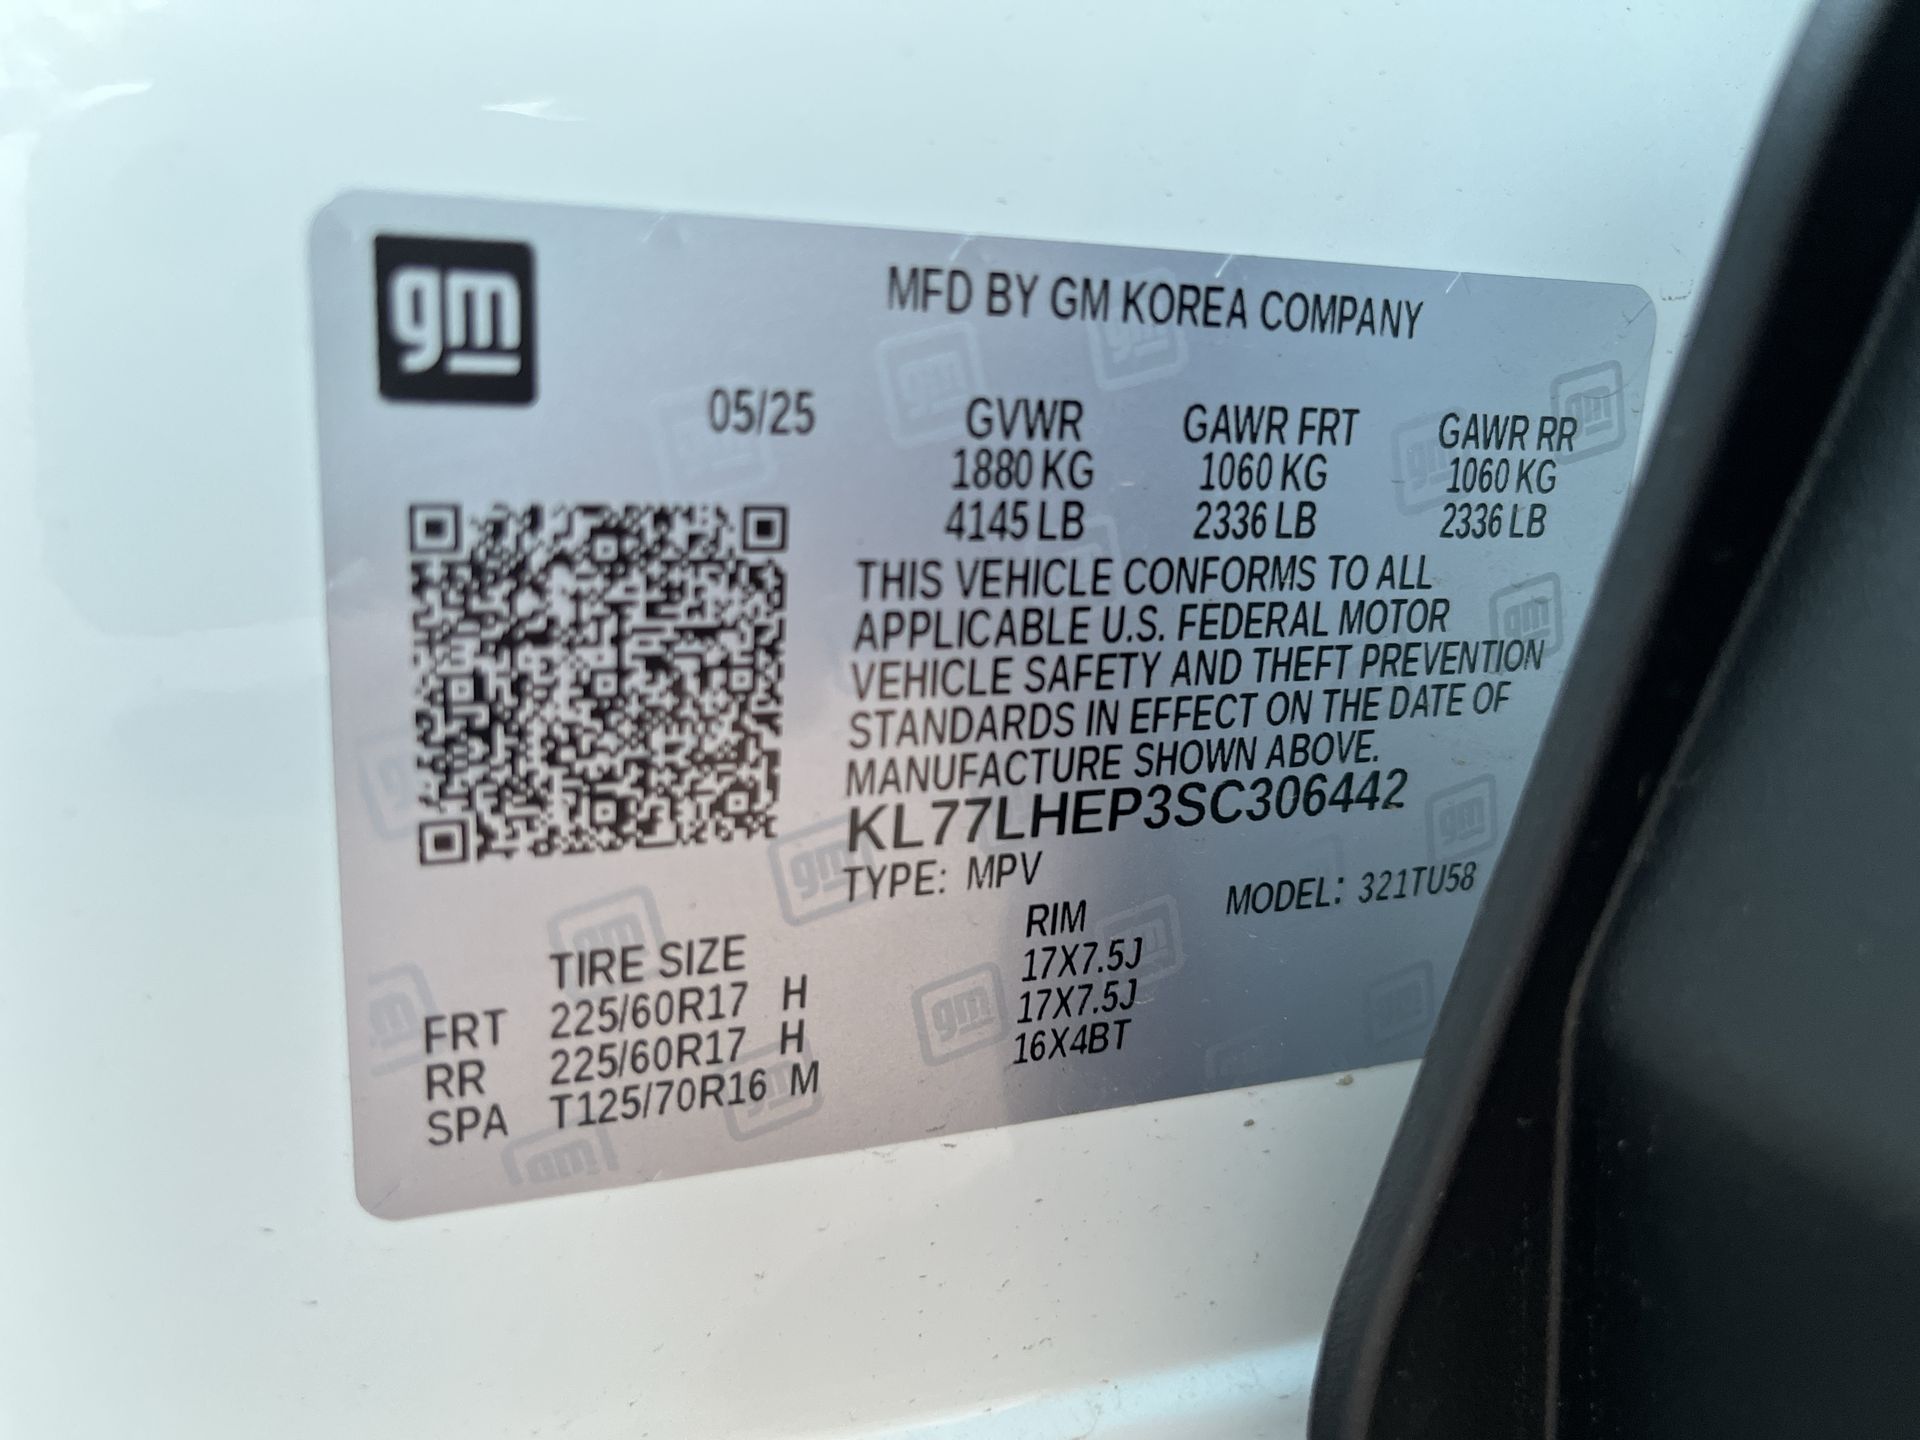 gm
MFD BY GM KOREA COMPANY
05/25
GVWR GAWR FRT GAWR RR
1880 KG 1060 KG 1060 KG
4145 LB 2336 LB 2336 LB
THIS VEHICLE CONFORMS TO ALL
APPLICABLE U.S. FEDERAL MOTOR
VEHICLE SAFETY AND THEFT PREVENTION
STANDARDS IN EFFECT ON THE DATE OF
MANUFACTURE SHOWN ABOVE.
KL77LHEP3SC306442
TYPE: MPV MODEL: 321TU58
TIRE SIZE RIM
FRT 225/60R17 H 17X7.5J
RR 225/60R17 H 17X7.5J
SPA T125/70R16 M 16X4BT